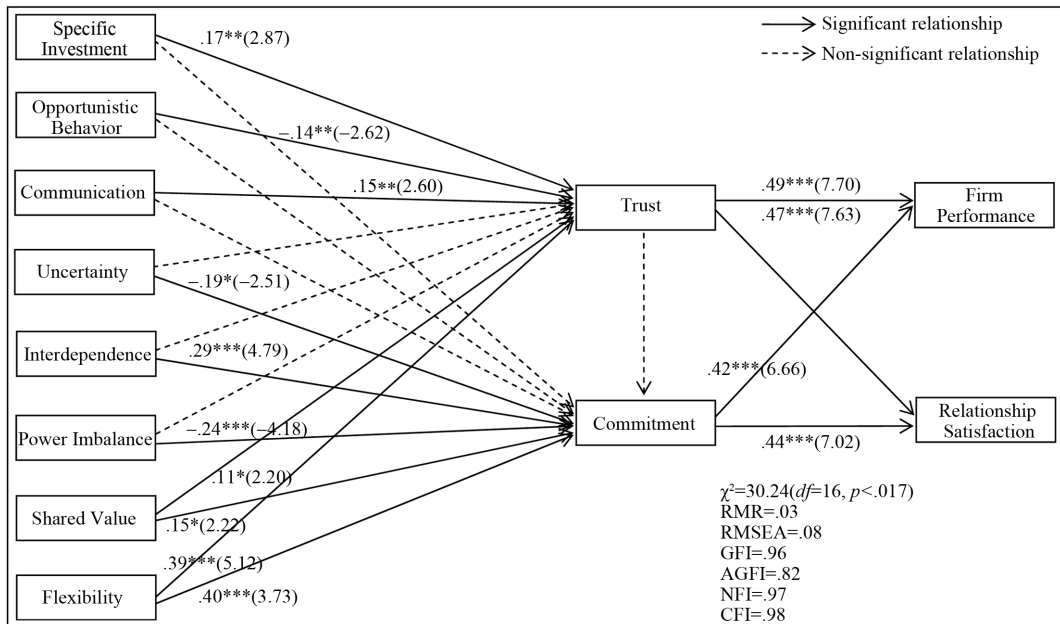 Specific
Investment
.17**(2.87)
Significant relationship
Non-significant relationship
Opportunistic
Behavior
–.14**(–2.62)
Communication
.15**(2.60)
Trust
.49***(7.70)
.47***(7.63)
Firm
Performance
Uncertainty
–.19*(–2.51)
Interdependence
.29***(4.79)
.42***(6.66)
Power Imbalance
–.24***(–4.18)
Commitment
.44***(7.02)
Relationship
Satisfaction
.11*(2.20)
Shared Value
.15*(2.22)
.39***(5.12)
Flexibility
.40***(3.73)
χ²=30.24(df=16, p<.017)
RMR=.03
RMSEA=.08
GFI=.96
AGFI=.82
NFI=.97
CFI=.98